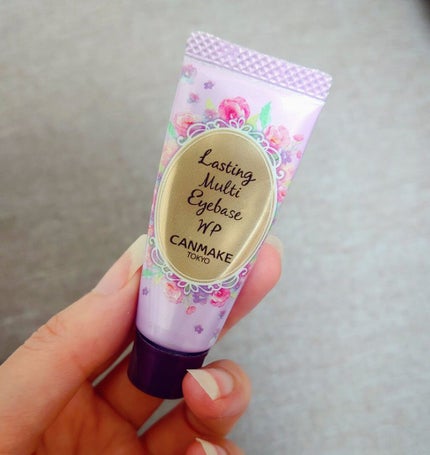 Lasting
Multi
Eyebase
WP
CANMAKE
TOKYO